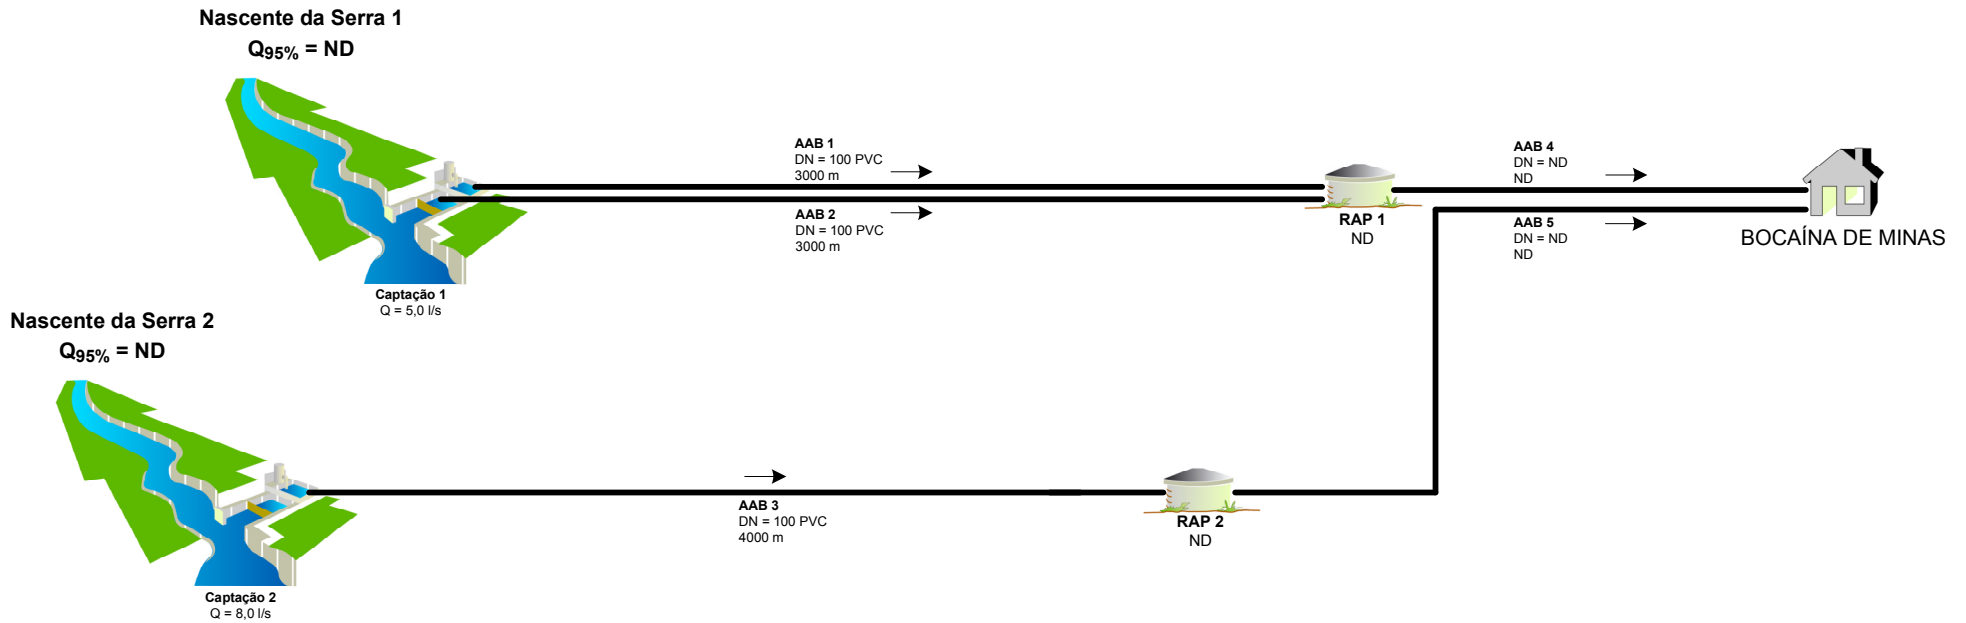 Nascente da Serra 1
Q95% = ND
AAB 1
DN = 100 PVC
3000 m
AAB 2
DN = 100 PVC
3000 m
RAP 1
ND
AAB 4
DN = ND
ND
AAB 5
DN = ND
ND
BOCAÍNA DE MINAS
Captação 1
Q = 5,0 l/s
Nascente da Serra 2
Q95% = ND
AAB 3
DN = 100 PVC
4000 m
RAP 2
ND
Captação 2
Q = 8,0 l/s